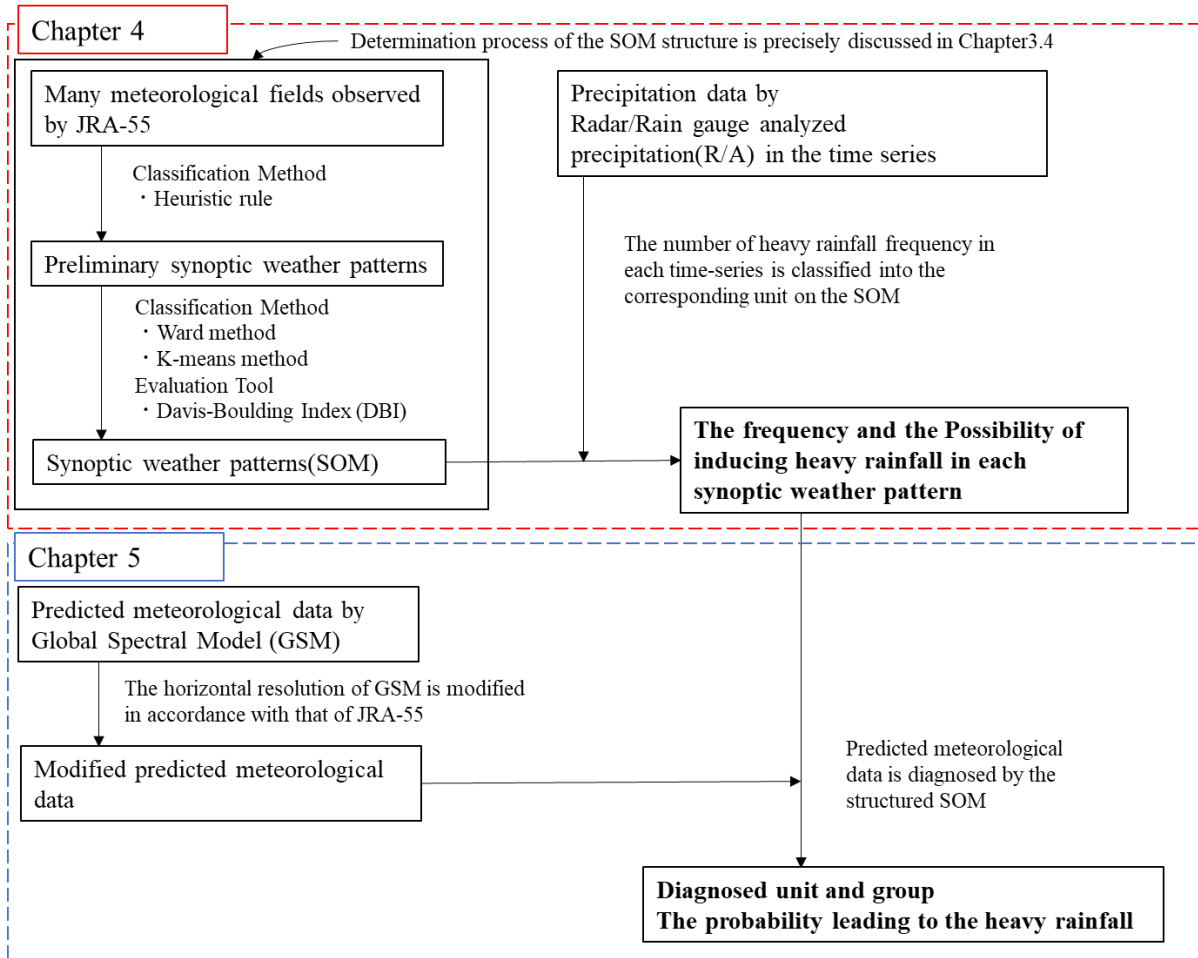 Chapter 4
Determination process of the SOM structure is precisely discussed in Chapter3.4
Many meteorological fields observed
by JRA-55
Classification Method
・Heuristic rule
Preliminary synoptic weather patterns
Classification Method
・Ward method
・K-means method
Evaluation Tool
・Davis-Boulding Index (DBI)
Synoptic weather patterns(SOM)
Precipitation data by
Radar/Rain gauge analyzed
precipitation(R/A) in the time series
The number of heavy rainfall frequency in
each time-series is classified into the
corresponding unit on the SOM
The frequency and the Possibility of
inducing heavy rainfall in each
synoptic weather pattern
Chapter 5
Predicted meteorological data by
Global Spectral Model (GSM)
The horizontal resolution of GSM is modified
in accordance with that of JRA-55
Modified predicted meteorological
data
Predicted meteorological
data is diagnosed by the
structured SOM
Diagnosed unit and group
The probability leading to the heavy rainfall